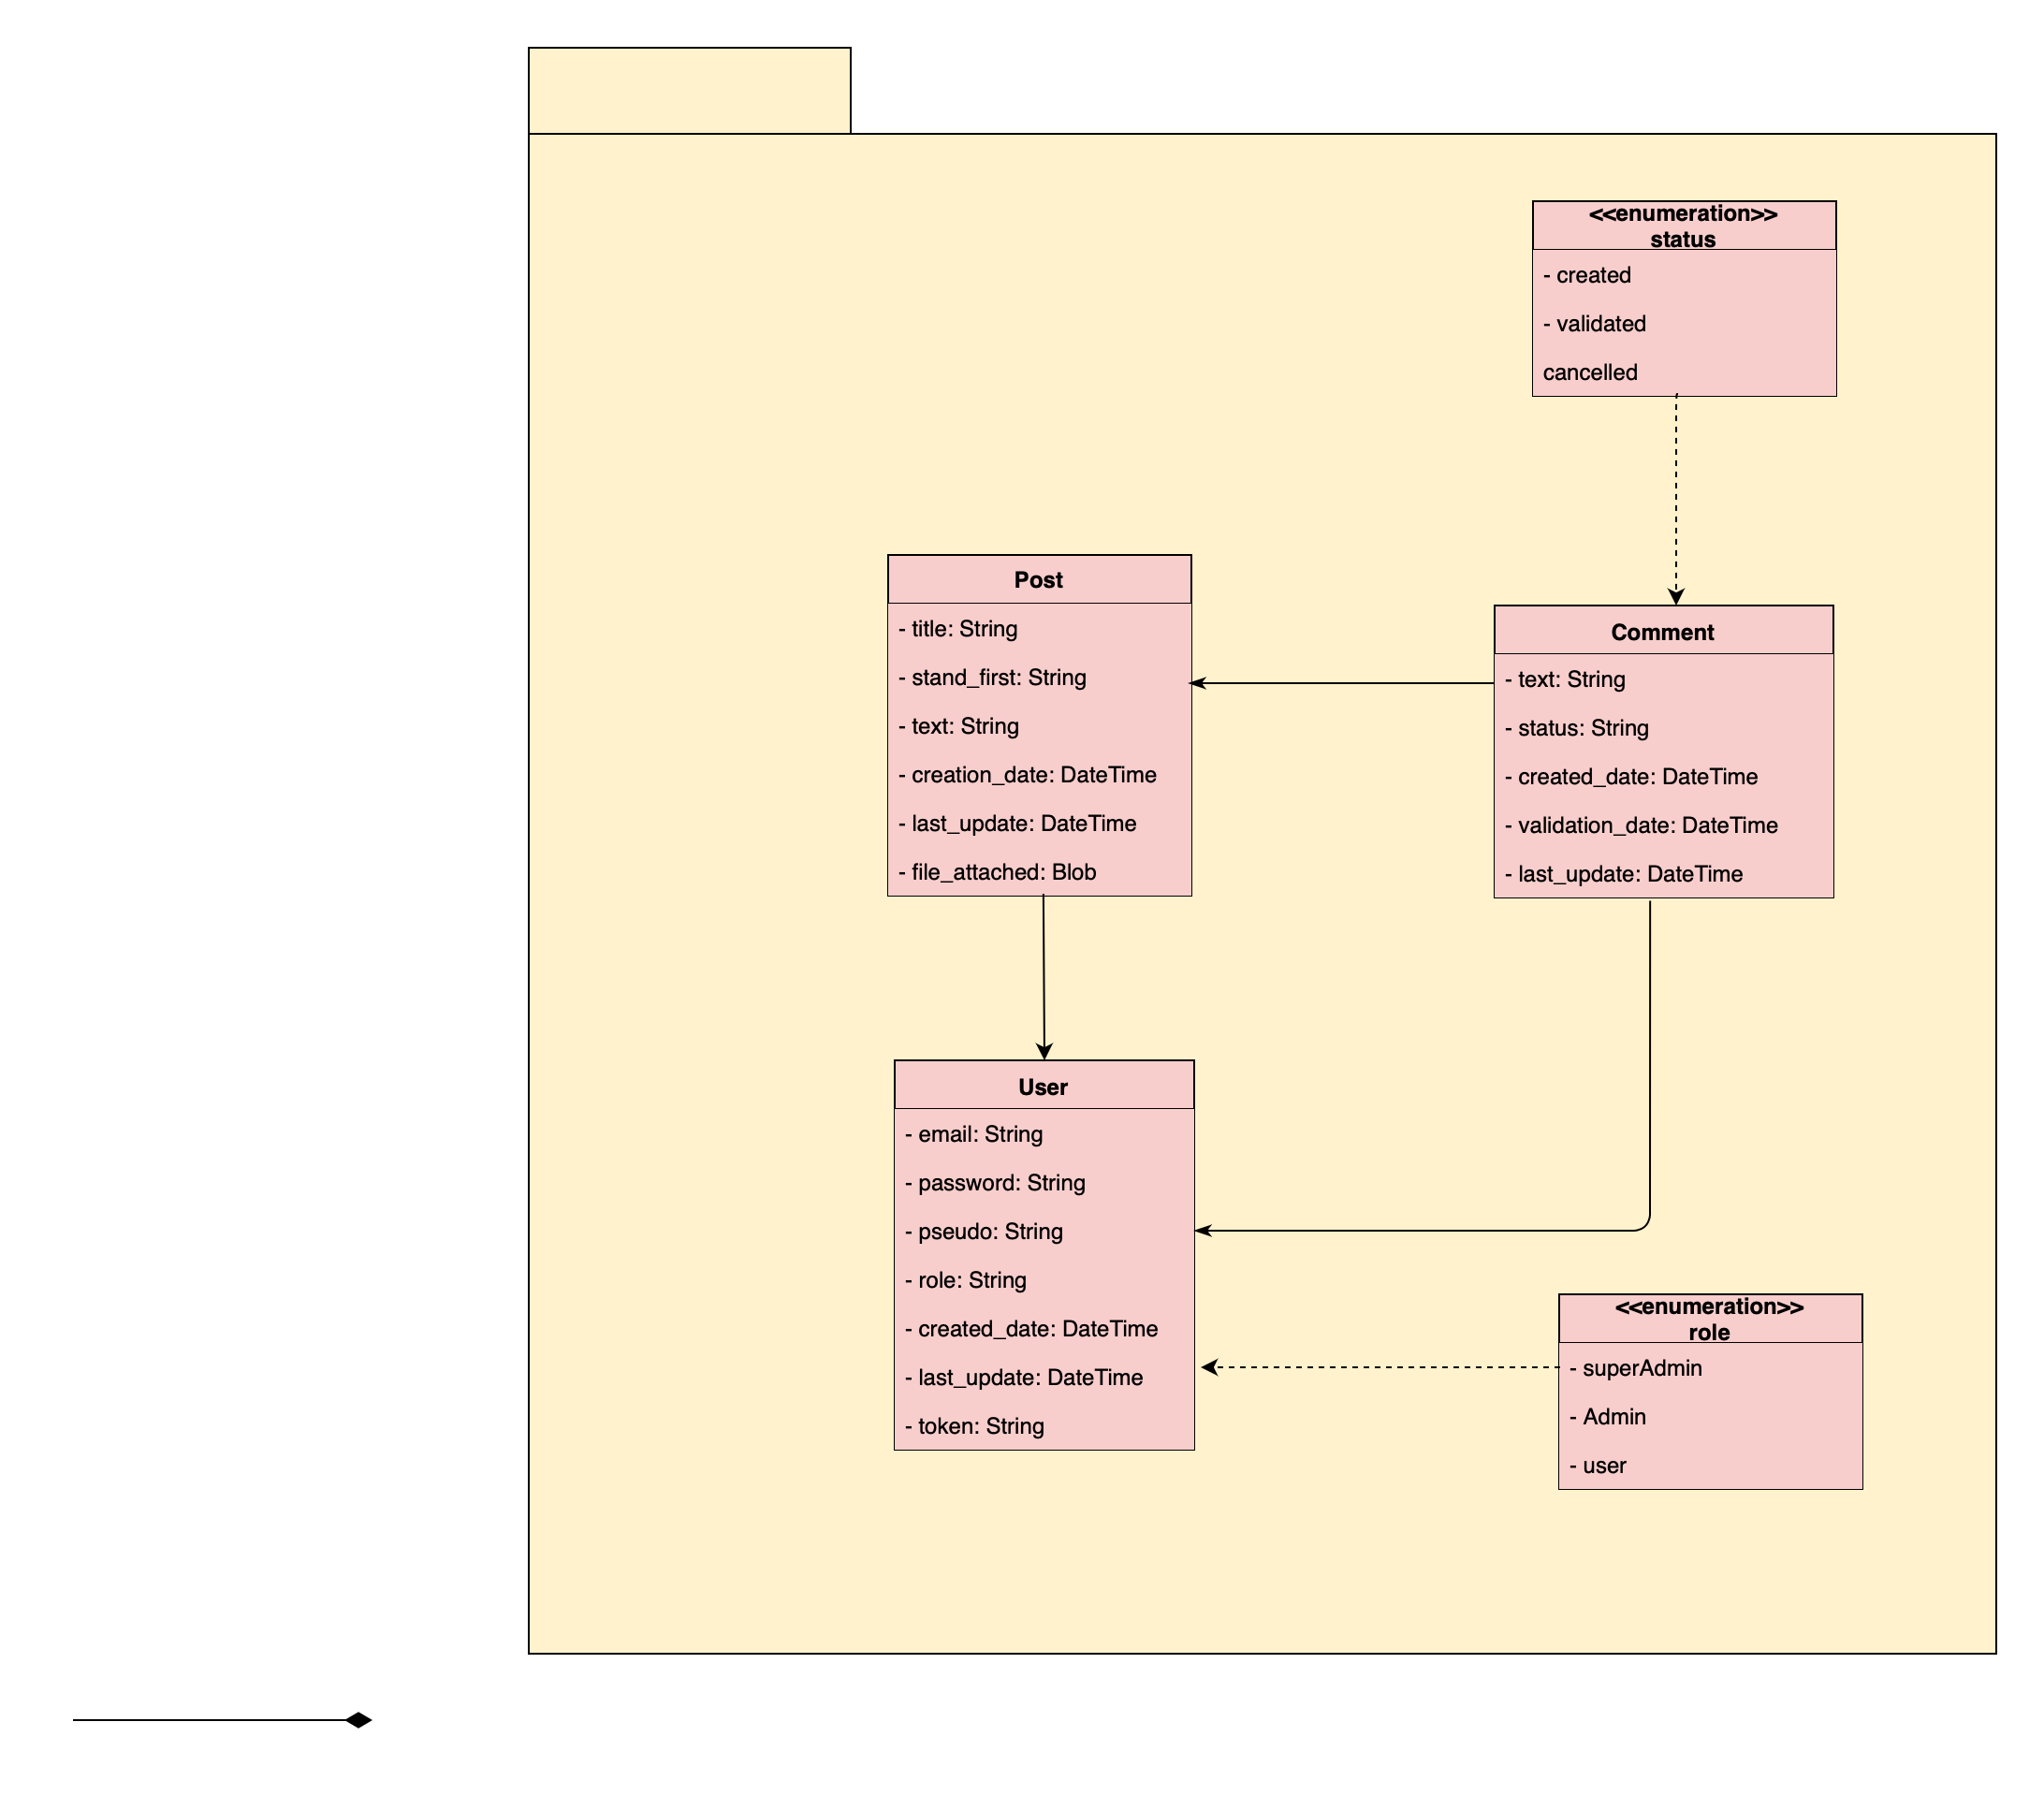 <<enumeration>>
status
- created
- validated
cancelled
Post
- title: String
- stand_first: String
- text: String
- creation_date: DateTime
- last_update: DateTime
- file_attached: Blob
Comment
- text: String
- status: String
- created_date: DateTime
- validation_date: DateTime
- last_update: DateTime
User
- email: String
- password: String
- pseudo: String
- role: String
- created_date: DateTime
- last_update: DateTime
- token: String
<<enumeration>>
role
- superAdmin
- Admin
- user